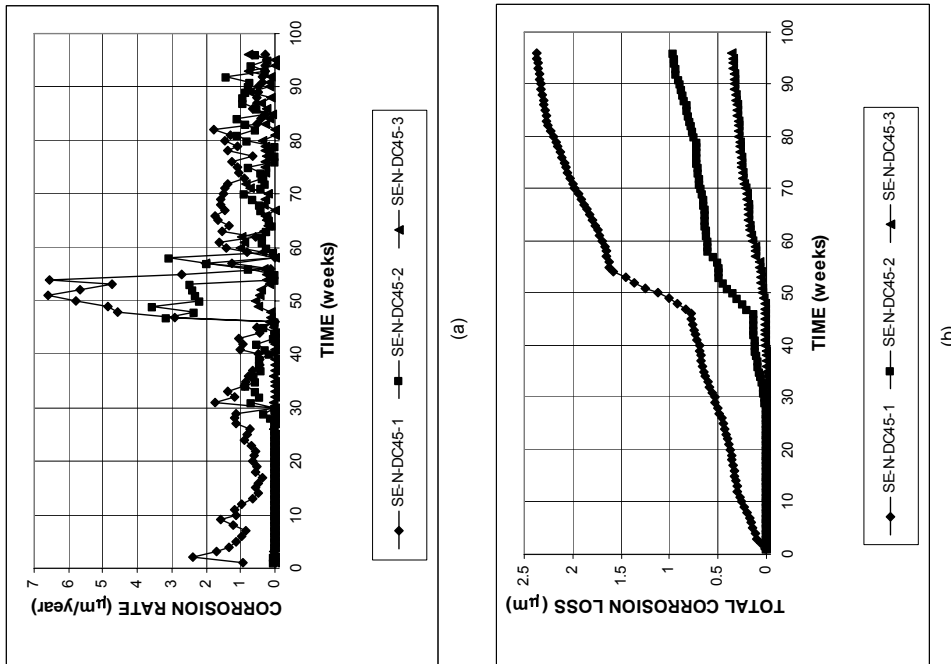 CORROSION RATE (μm/year)
7
6
5
4
3
2
1
0
0 10 20 30 40 50 60 70 80 90 100
TIME (weeks)
SE-N-DC45-1 SE-N-DC45-2 SE-N-DC45-3
(a)
TOTAL CORROSION LOSS (μm)
2.5
2
1.5
1
0.5
0
0 10 20 30 40 50 60 70 80 90 100
TIME (weeks)
SE-N-DC45-1 SE-N-DC45-2 SE-N-DC45-3
(b)